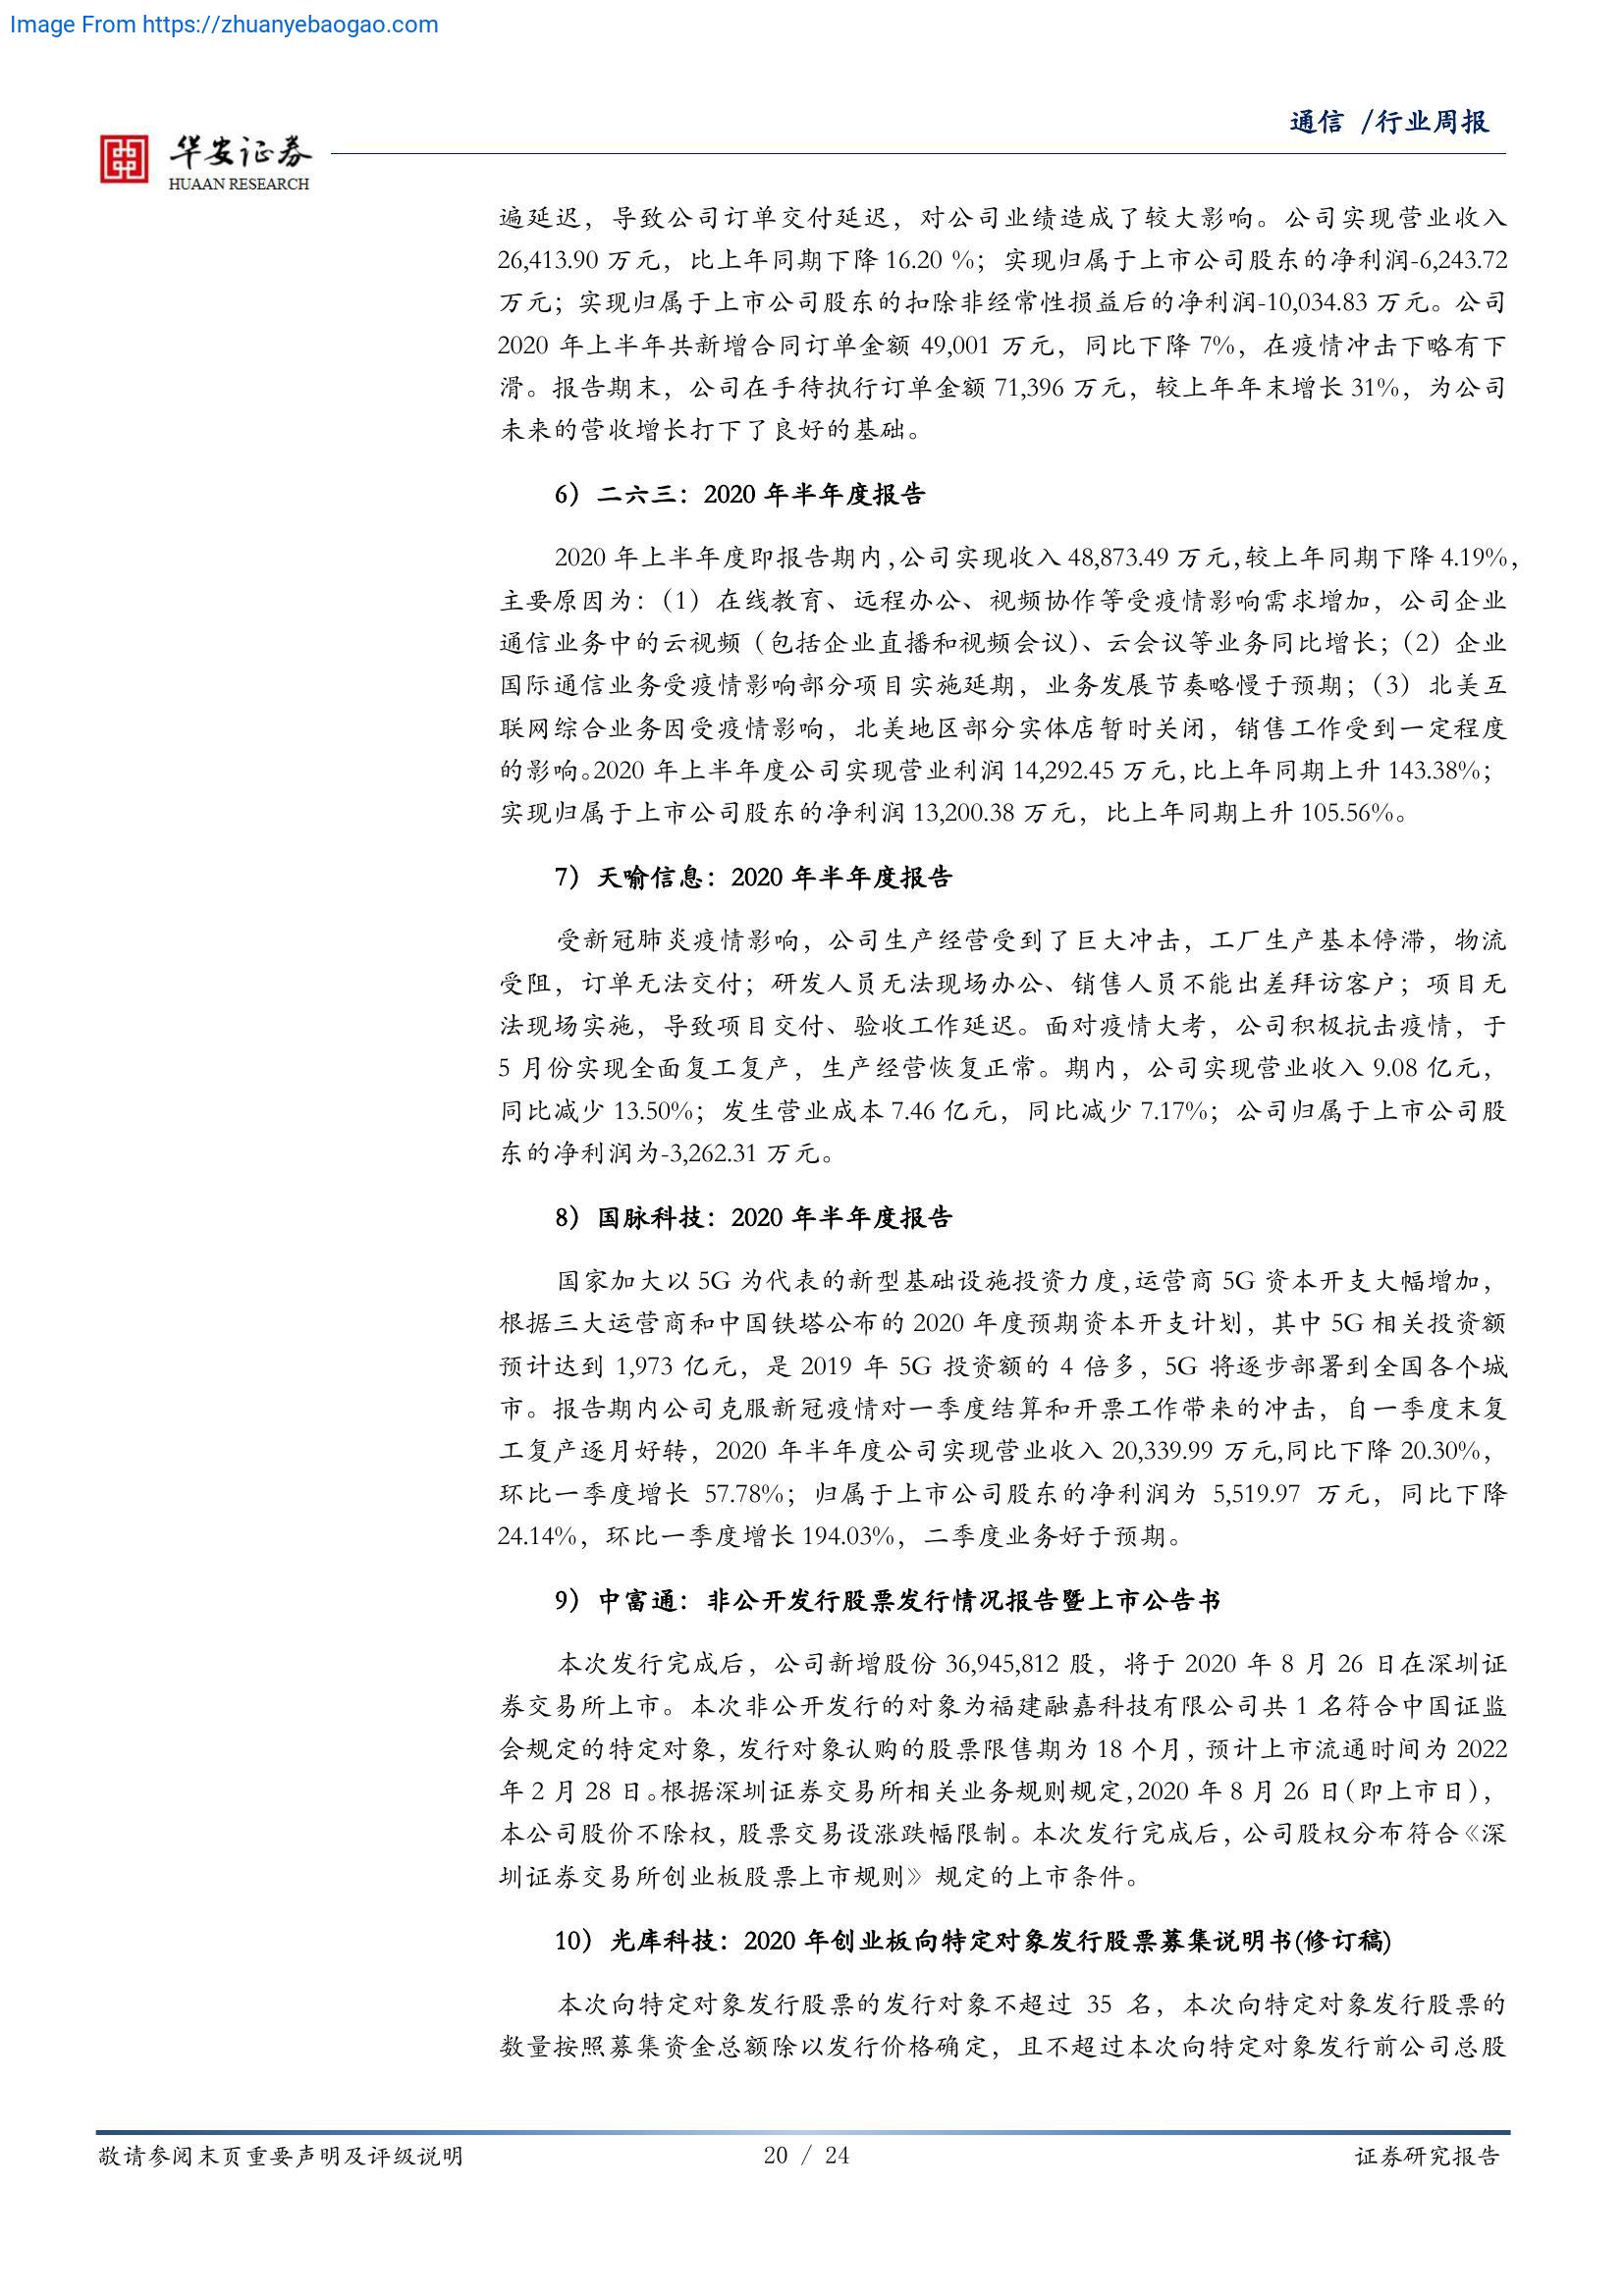 Image From https://zhuanyebaogao.com
通信 /行业周报
华安证券
HUAAN RESEARCH
遍延迟，导致公司订单交付延迟，对公司业绩造成了较大影响。公司实现营业收入
26,413.90 万元，比上年同期下降 16.20 %；实现归属于上市公司股东的净利润-6,243.72
万元；实现归属于上市公司股东的扣除非经常性损益后的净利润-10,034.83 万元。公司
2020 年上半年共新增合同订单金额 49,001 万元，同比下降 7%，在疫情冲击下略有下
滑。报告期末，公司在手待执行订单金额 71,396 万元，较上年年末增长 31%，为公司
未来的营收增长打下了良好的基础。
6）二六三：2020 年半年度报告
2020 年上半年度即报告期内，公司实现收入 48,873.49 万元，较上年同期下降 4.19%，
主要原因为：（1）在线教育、远程办公、视频协作等受疫情影响需求增加，公司企业
通信业务中的云视频（包括企业直播和视频会议）、云会议等业务同比增长；（2）企业
国际通信业务受疫情影响部分项目实施延期，业务发展节奏略慢于预期；（3）北美互
联网综合业务因受疫情影响，北美地区部分实体店暂时关闭，销售工作受到一定程度
的影响。2020 年上半年度公司实现营业利润 14,292.45 万元，比上年同期上升 143.38%；
实现归属于上市公司股东的净利润 13,200.38 万元，比上年同期上升 105.56%。
7）天喻信息：2020 年半年度报告
受新冠肺炎疫情影响，公司生产经营受到了巨大冲击，工厂生产基本停滞，物流
受阻，订单无法交付；研发人员无法现场办公、销售人员不能出差拜访客户；项目无
法现场实施，导致项目交付、验收工作延迟。面对疫情大考，公司积极抗击疫情，于
5 月份实现全面复工复产，生产经营恢复正常。期内，公司实现营业收入 9.08 亿元，
同比减少 13.50%；发生营业成本 7.46 亿元，同比减少 7.17%；公司归属于上市公司股
东的净利润为-3,262.31 万元。
8）国脉科技：2020 年半年度报告
国家加大以 5G 为代表的新型基础设施投资力度,运营商 5G 资本开支大幅增加，
根据三大运营商和中国铁塔公布的 2020 年度预期资本开支计划，其中 5G 相关投资额
预计达到 1,973 亿元，是 2019 年 5G 投资额的 4 倍多，5G 将逐步部署到全国各个城
市。报告期内公司克服新冠疫情对一季度结算和开票工作带来的冲击，自一季度末复
工复产逐月好转，2020 年半年度公司实现营业收入 20,339.99 万元,同比下降 20.30%，
环比一季度增长 57.78%；归属于上市公司股东的净利润为 5,519.97 万元，同比下降
24.14%，环比一季度增长 194.03%，二季度业务好于预期。
9）中富通：非公开发行股票发行情况报告暨上市公告书
本次发行完成后，公司新增股份 36,945,812 股，将于 2020 年 8 月 26 日在深圳证
券交易所上市。本次非公开发行的对象为福建融嘉科技有限公司共 1 名符合中国证监
会规定的特定对象，发行对象认购的股票限售期为 18 个月，预计上市流通时间为 2022
年 2 月 28 日。根据深圳证券交易所相关业务规则规定，2020 年 8 月 26 日（即上市日），
本公司股价不除权，股票交易设涨跌幅限制。本次发行完成后，公司股权分布符合《深
圳证券交易所创业板股票上市规则》规定的上市条件。
10）光库科技：2020 年创业板向特定对象发行股票募集说明书(修订稿)
本次向特定对象发行股票的发行对象不超过 35 名，本次向特定对象发行股票的
数量按照募集资金总额除以发行价格确定，且不超过本次向特定对象发行前公司总股
敬请参阅末页重要声明及评级说明
20 / 24
证券研究报告